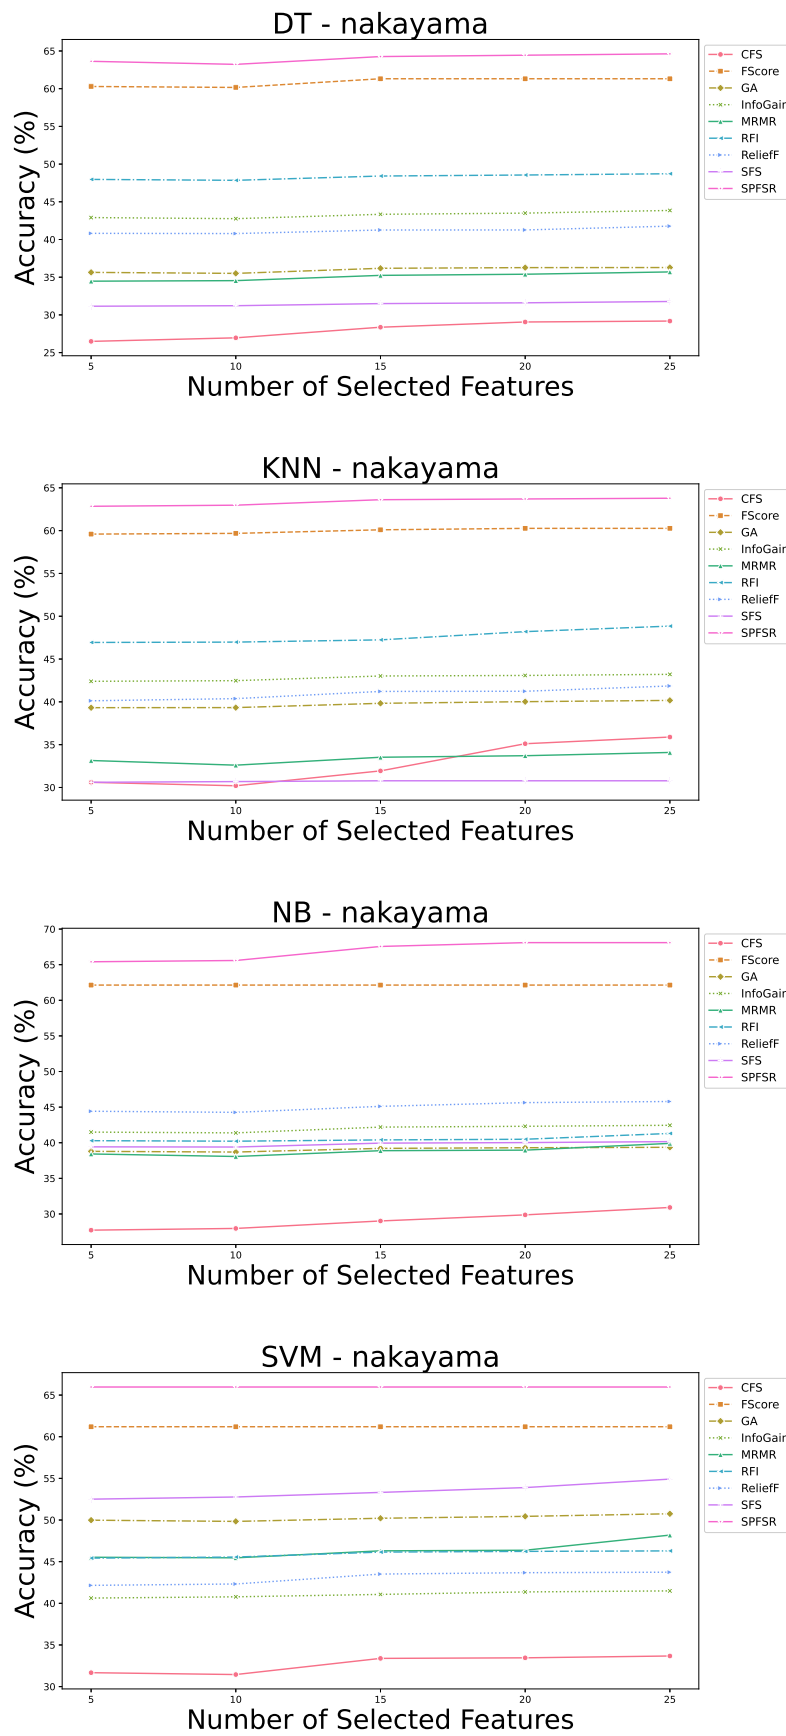 DT - nakayama
Accuracy (%)
65
60
55
50
45
40
35
30
25
5 10 15 20 25
Number of Selected Features
CFS
FScore
GA
InfoGain
MRMR
RFI
ReliefF
SFS
SPFSR
KNN - nakayama
Accuracy (%)
65
60
55
50
45
40
35
30
5 10 15 20 25
Number of Selected Features
CFS
FScore
GA
InfoGain
MRMR
RFI
ReliefF
SFS
SPFSR
NB - nakayama
Accuracy (%)
70
65
60
55
50
45
40
35
30
5 10 15 20 25
Number of Selected Features
CFS
FScore
GA
InfoGain
MRMR
RFI
ReliefF
SFS
SPFSR
SVM - nakayama
Accuracy (%)
65
60
55
50
45
40
35
30
5 10 15 20 25
Number of Selected Features
CFS
FScore
GA
InfoGain
MRMR
RFI
ReliefF
SFS
SPFSR